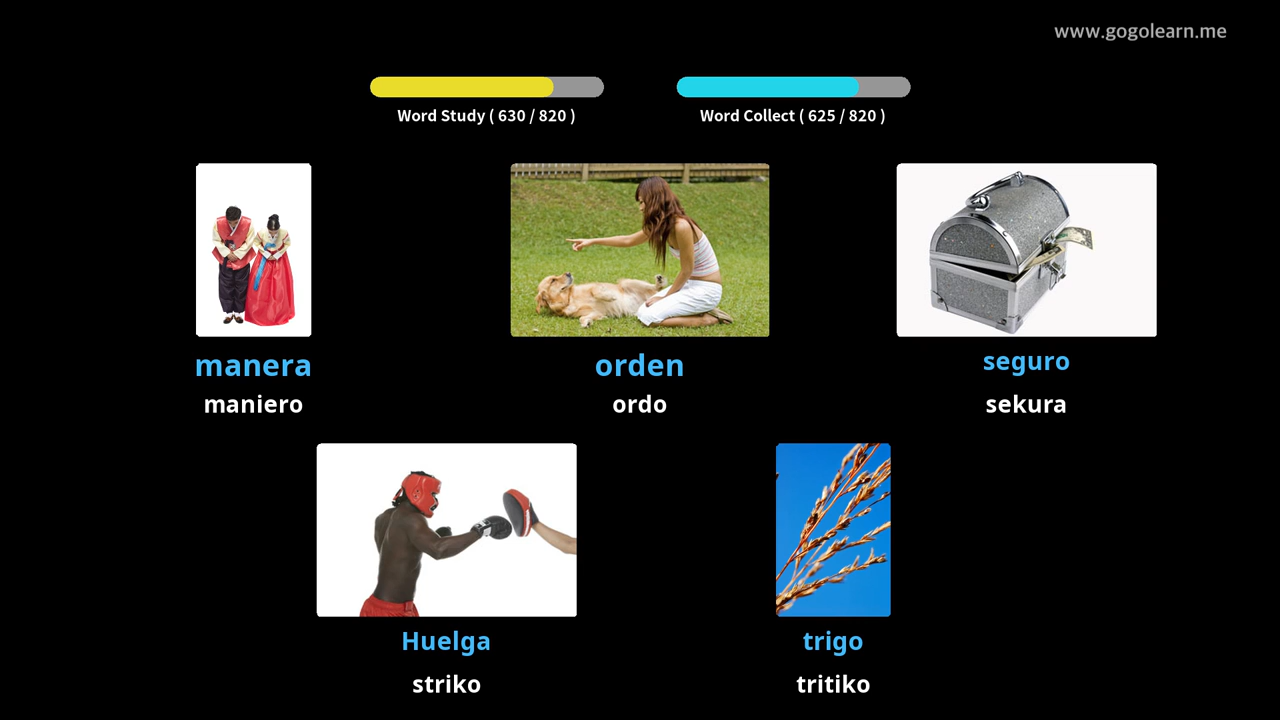 www.gogolearn.me
Word Study ( 630 / 820 )
Word Collect ( 625 / 820 )
manera
maniero
orden
ordo
seguro
sekura
Huelga
striko
trigo
tritiko